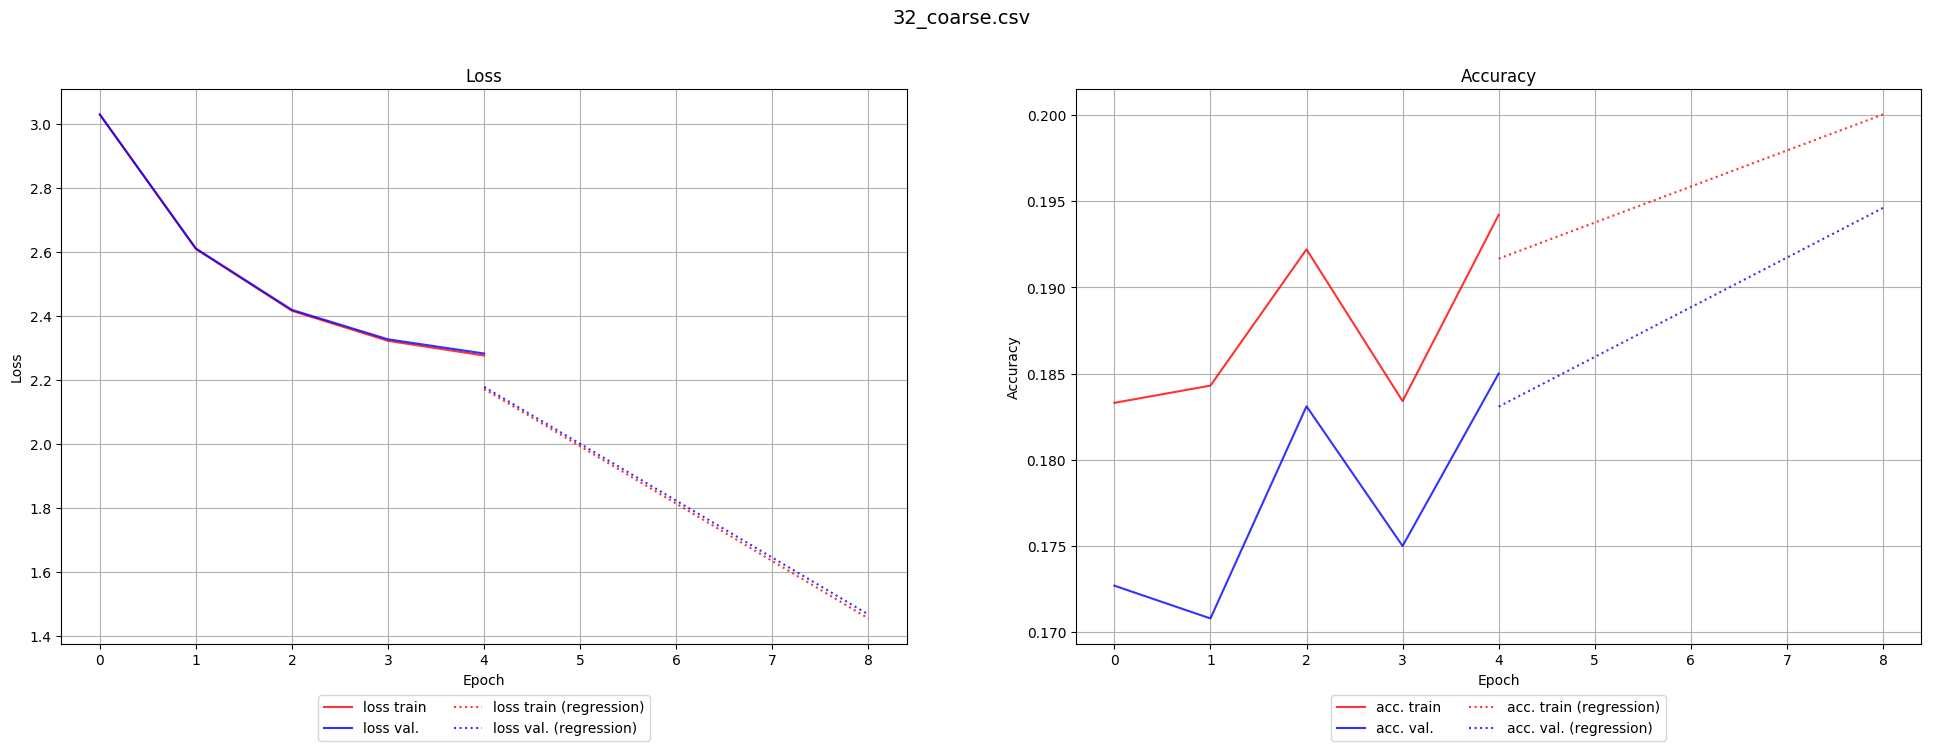 32_coarse.csv
Loss
3.0
2.8
2.6
2.4
2.2
2.0
1.8
1.6
1.4
Loss
0 1 2 3 4 5 6 7 8
Epoch
loss train loss train (regression)
loss val. loss val. (regression)
Accuracy
0.200
0.195
0.190
0.185
0.180
0.175
0.170
Accuracy
0 1 2 3 4 5 6 7 8
Epoch
acc. train acc. train (regression)
acc. val. acc. val. (regression)